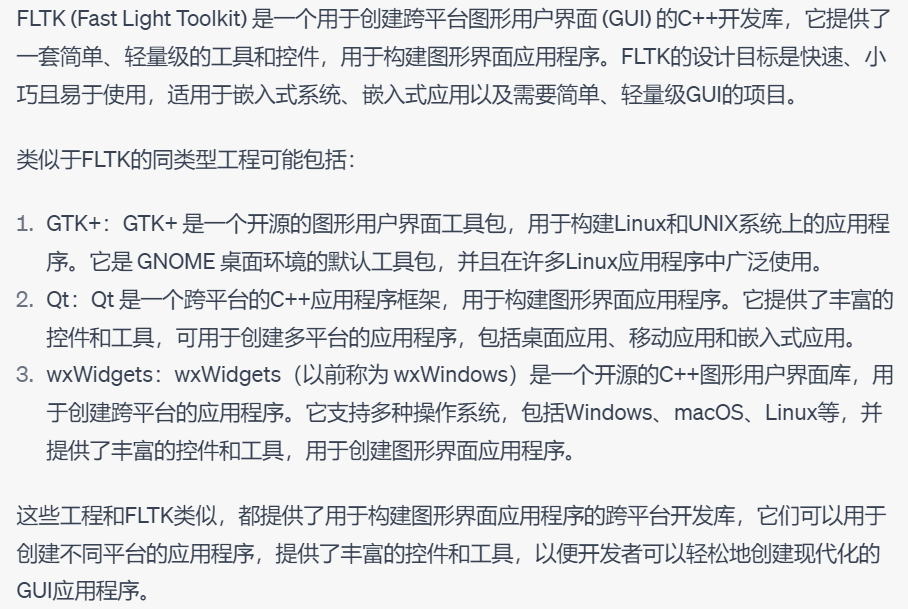 FLTK (Fast Light Toolkit) 是一个用于创建跨平台图形用户界面 (GUI) 的C++开发库，它提供了
一套简单、轻量级的工具和控件，用于构建图形界面应用程序。FLTK的设计目标是快速、小
巧且易于使用，适用于嵌入式系统、嵌入式应用以及需要简单、轻量级GUI的项目。
类似于FLTK的同类型工程可能包括：
1. GTK+：GTK+ 是一个开源的图形用户界面工具包，用于构建Linux和UNIX系统上的应用程
序。它是 GNOME 桌面环境的默认工具包，并且在许多Linux应用程序中广泛使用。
2. Qt：Qt 是一个跨平台的C++应用程序框架，用于构建图形界面应用程序。它提供了丰富的
控件和工具，可用于创建多平台的应用程序，包括桌面应用、移动应用和嵌入式应用。
3. wxWidgets：wxWidgets（以前称为 wxWindows）是一个开源的C++图形用户界面库，用
于创建跨平台的应用程序。它支持多种操作系统，包括Windows、macOS、Linux等，并
提供了丰富的控件和工具，用于创建图形界面应用程序。
这些工程和FLTK类似，都提供了用于构建图形界面应用程序的跨平台开发库，它们可以用于
创建不同平台的应用程序，提供了丰富的控件和工具，以便开发者可以轻松地创建现代化的
GUI应用程序。